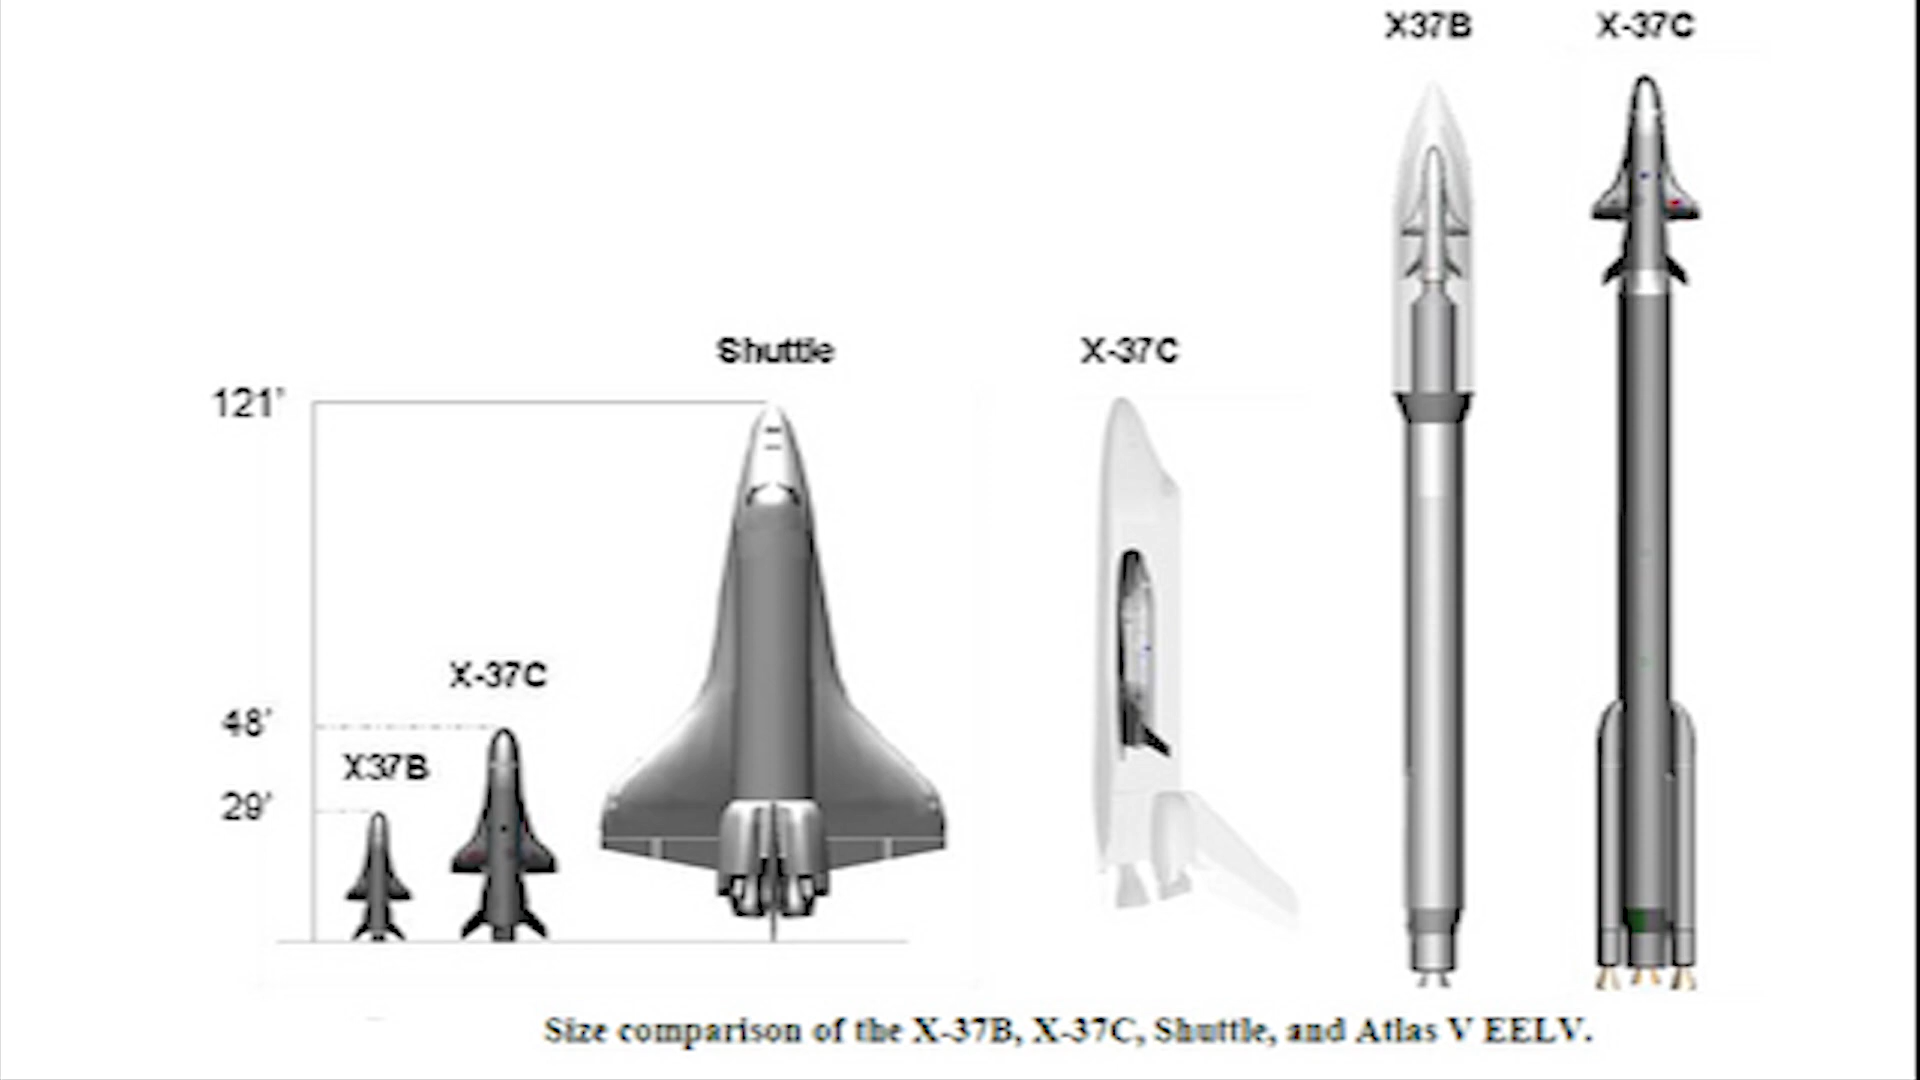 X37B
X-37C
Shuttle
X-37C
121'
X-37C
48'
X37B
29'
Size comparison of the X-37B, X-37C, Shuttle, and Atlas V EELV.